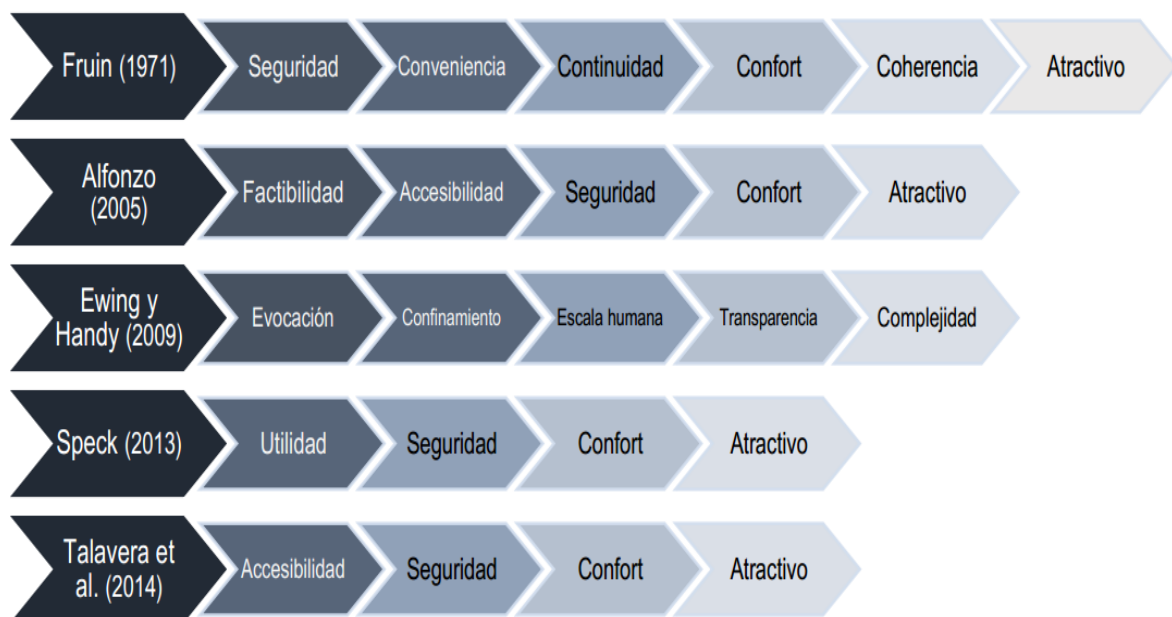 Fruin (1971)
Seguridad
Conveniencia
Continuidad
Confort
Coherencia
Atractivo
Alfonzo
(2005)
Factibilidad
Accesibilidad
Seguridad
Confort
Atractivo
Ewing y
Handy (2009)
Evocación
Confinamiento
Escala humana
Transparencia
Complejidad
Speck (2013)
Utilidad
Seguridad
Confort
Atractivo
Talavera et
al. (2014)
Accesibilidad
Seguridad
Confort
Atractivo